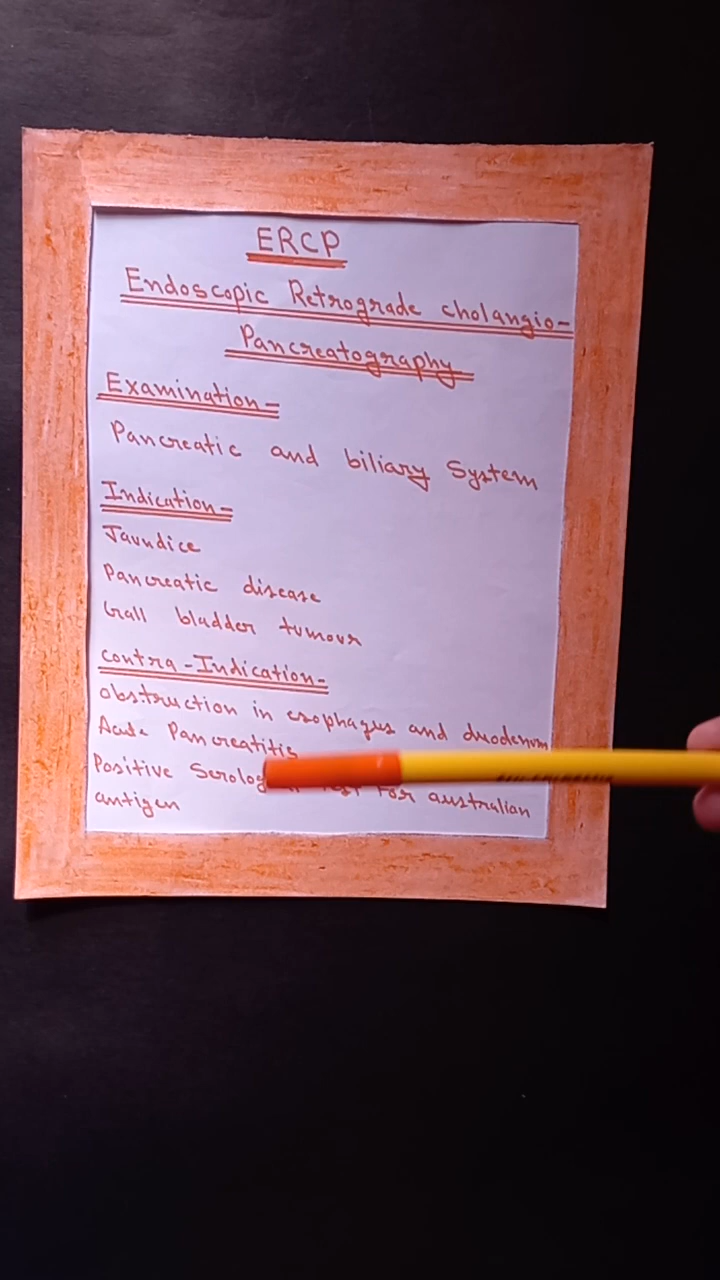 ERCP
Endoscopic Retrograde cholangio-
Pancreatography
Examination-
Pancreatic and biliary System
Indication-
Jaundice
Pancreatic disease
Gall bladder tumour
Contra-Indication-
obstruction in esophagus and duodenum
Acute Pancreatitis
Positive for australian
antigen